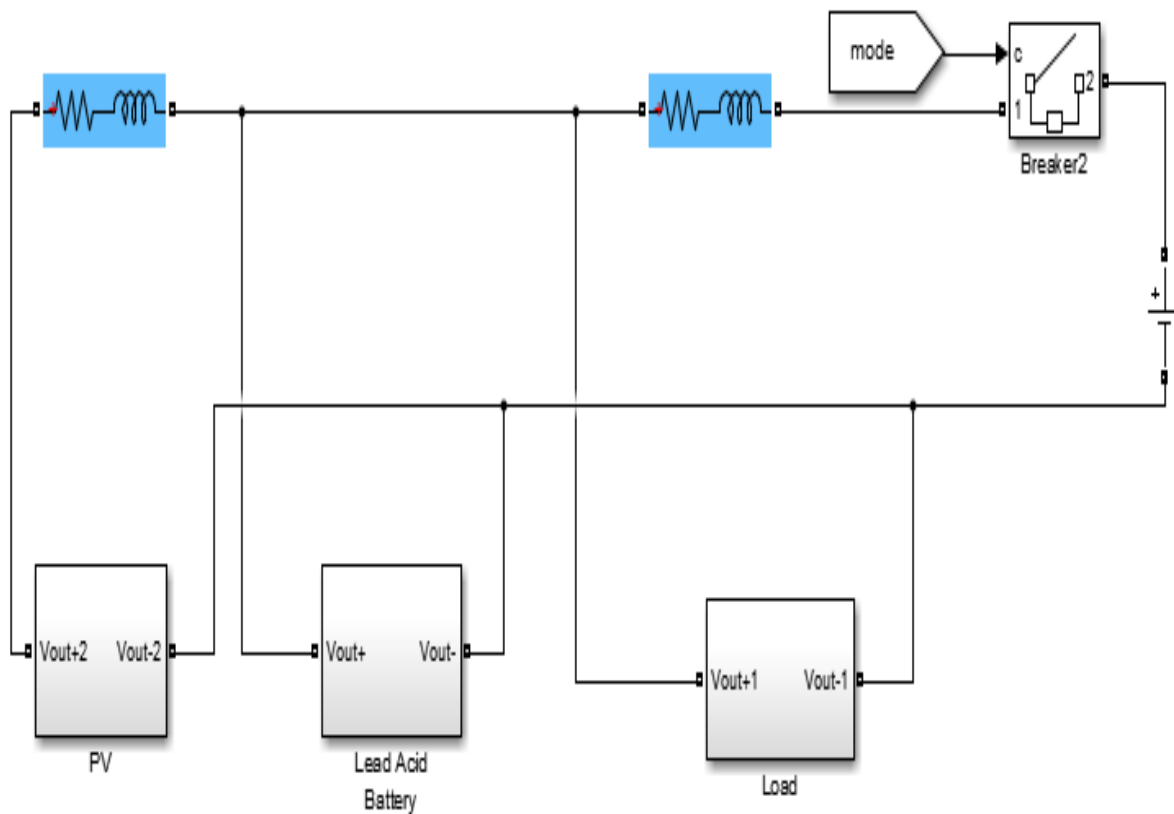 mode
c
1
2
Breaker2
+
Vout+2
Vout-2
PV
Vout+
Vout-
Lead Acid
Battery
Vout+1
Vout-1
Load